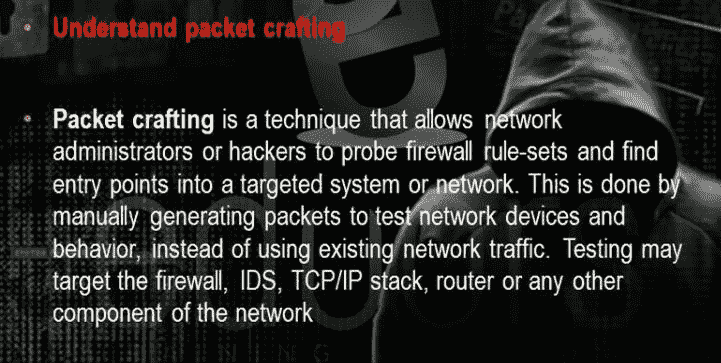 Understand packet crafting
Packet crafting is a technique that allows network
administrators or hackers to probe firewall rule-sets and find
entry points into a targeted system or network. This is done by
manually generating packets to test network devices and
behavior, instead of using existing network traffic. Testing may
target the firewall, IDS, TCP/IP stack, router or any other
component of the network